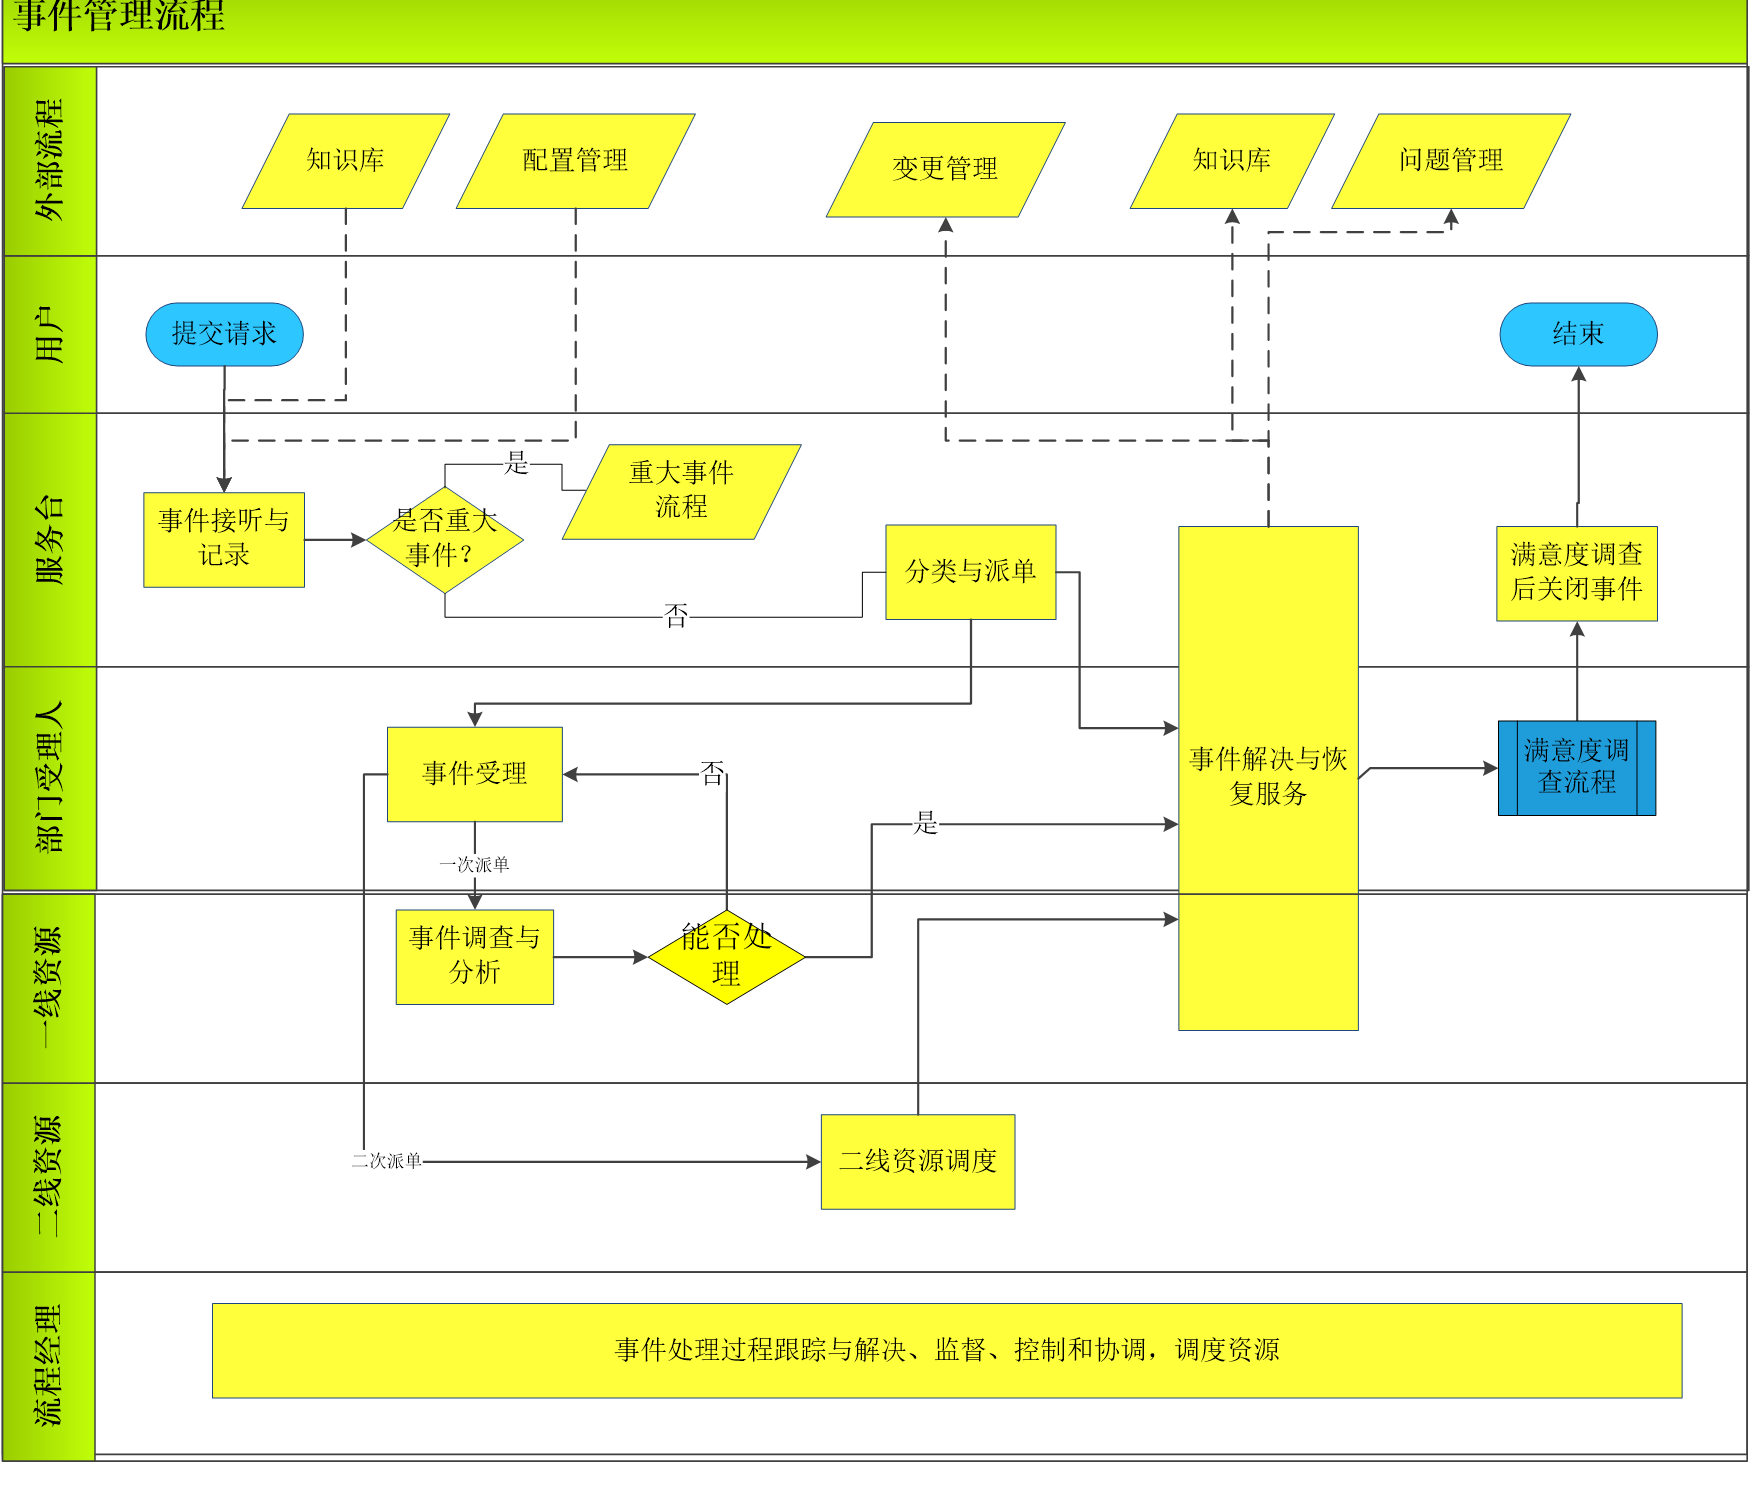 事件管理流程
外部流程
知识库
配置管理
变更管理
知识库
问题管理
用户
提交请求
结束
服务台
事件接听与
记录
是否重大
事件？
是
重大事件
流程
否
分类与派单
满意度调查
后关闭事件
部门受理人
事件受理
否
是
一次派单
事件解决与恢
复服务
满意度调
查流程
一线资源
事件调查与
分析
能否处
理
二线资源
二次派单
二线资源调度
流程经理
事件处理过程跟踪与解决、监督、控制和协调，调度资源